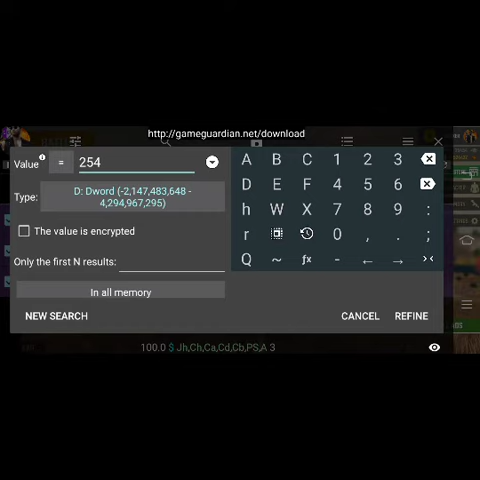 http://gameguardian.net/download
Value i = 254
Type: D: Dword (-2,147,483,648 -
4,294,967,295)
The value is encrypted
Only the first N results:
In all memory
A B C 1 2 3
D E F 4 5 6
h W X 7 8 9 :
r 0 , . ;
Q ~ ƒx - ← → ><
NEW SEARCH CANCEL REFINE
100.0 $ Jh,Ch,Ca,Cd,Cb,PS,A 3